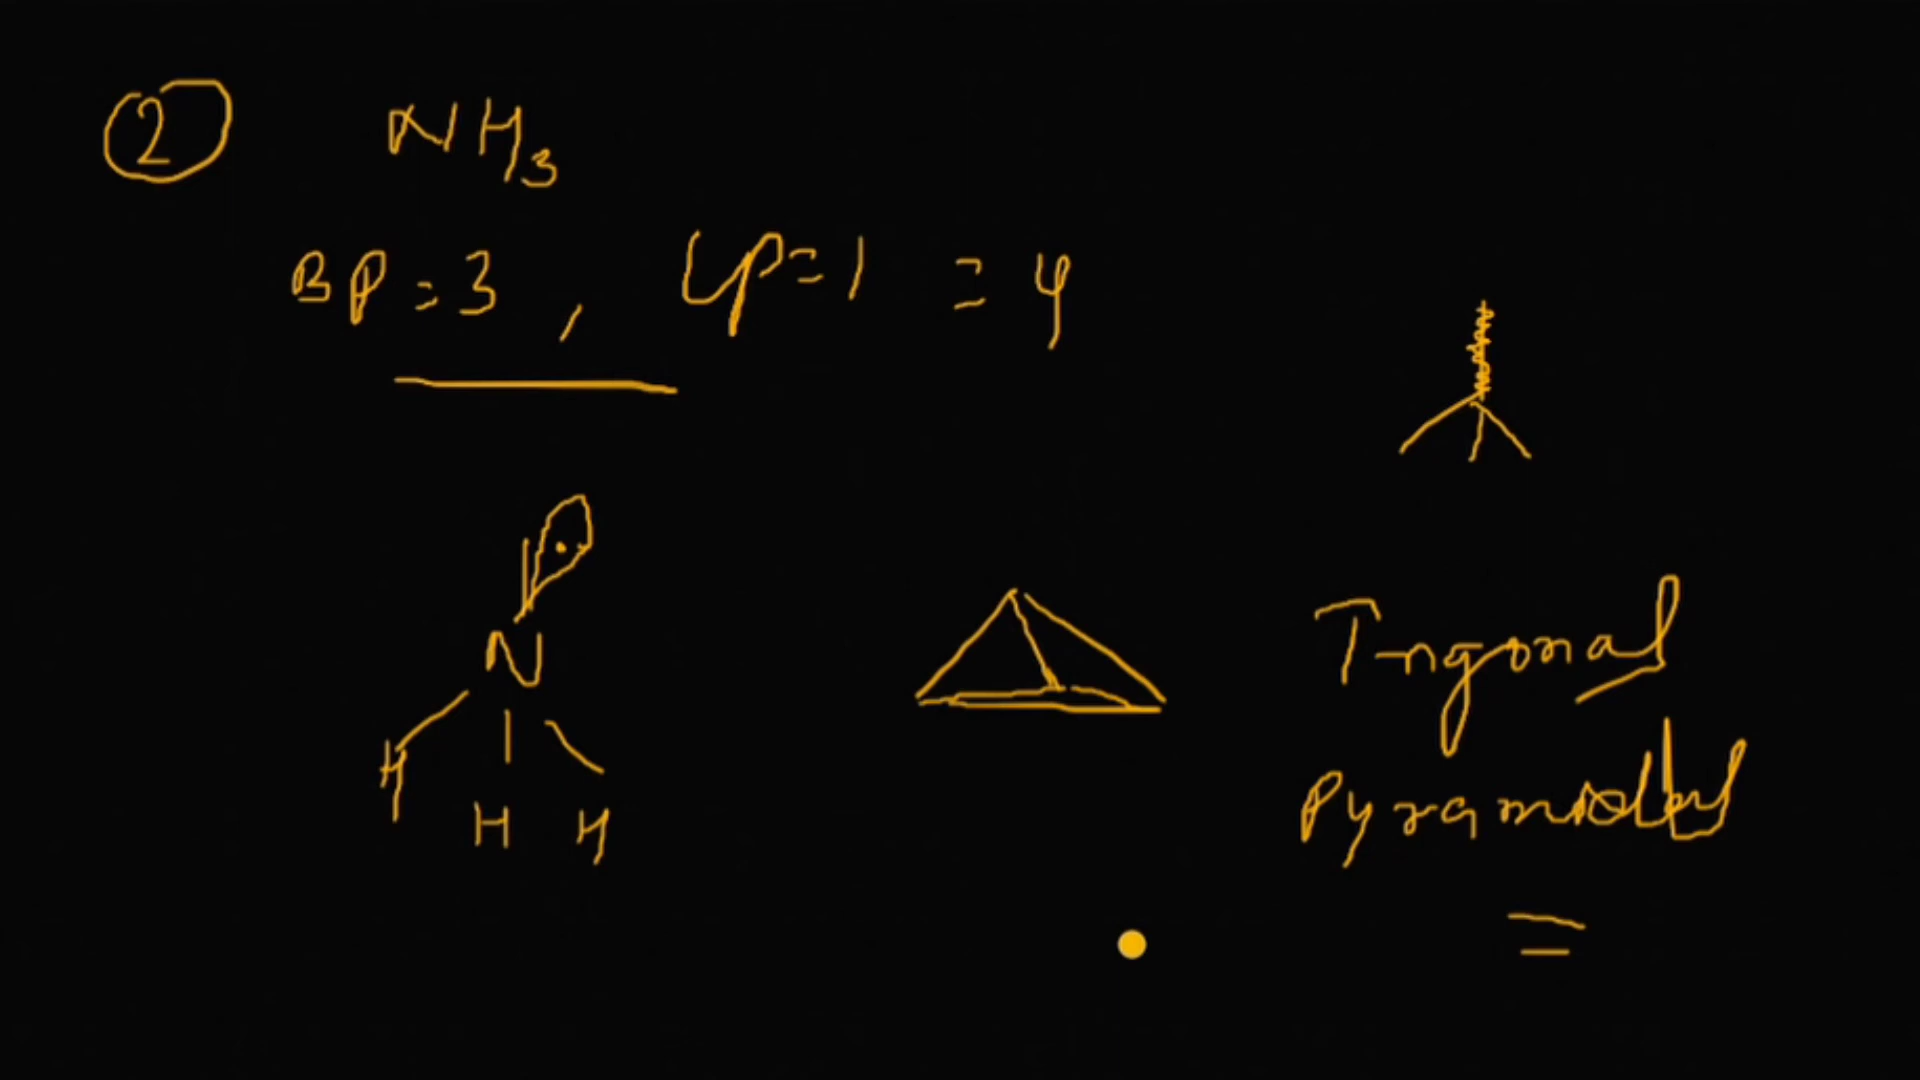 2 NH3
BP=3, LP=1 = 4
N
H
H H
Trigonal
Pyramidal